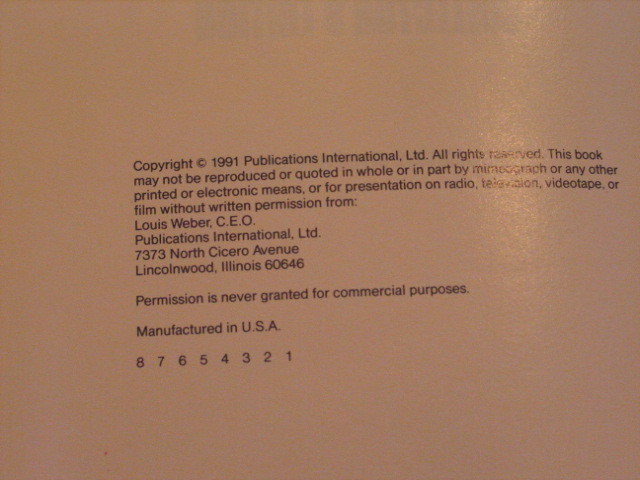 Copyright © 1991 Publications International, Ltd. All rights reserved. This book
may not be reproduced or quoted in whole or in part by mimeograph or any other
printed or electronic means, or for presentation on radio, television, videotape, or
film without written permission from:
Louis Weber, C.E.O.
Publications International, Ltd.
7373 North Cicero Avenue
Lincolnwood, Illinois 60646
Permission is never granted for commercial purposes.
Manufactured in U.S.A.
8 7 6 5 4 3 2 1